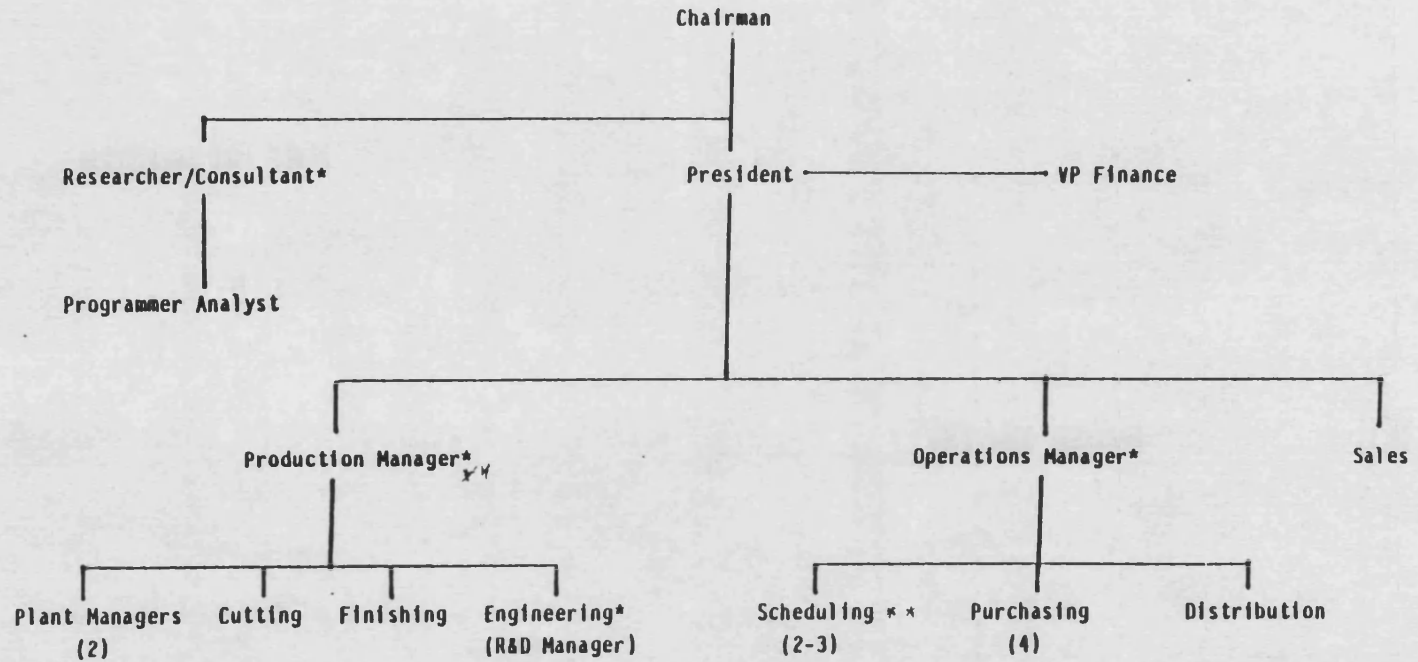 Chairman
Researcher/Consultant*
President
VP Finance
Programmer Analyst
Production Manager*
Operations Manager*
Sales
Plant Managers
(2)
Cutting
Finishing
Engineering*
(R&D Manager)
Scheduling * *
(2-3)
Purchasing
(4)
Distribution